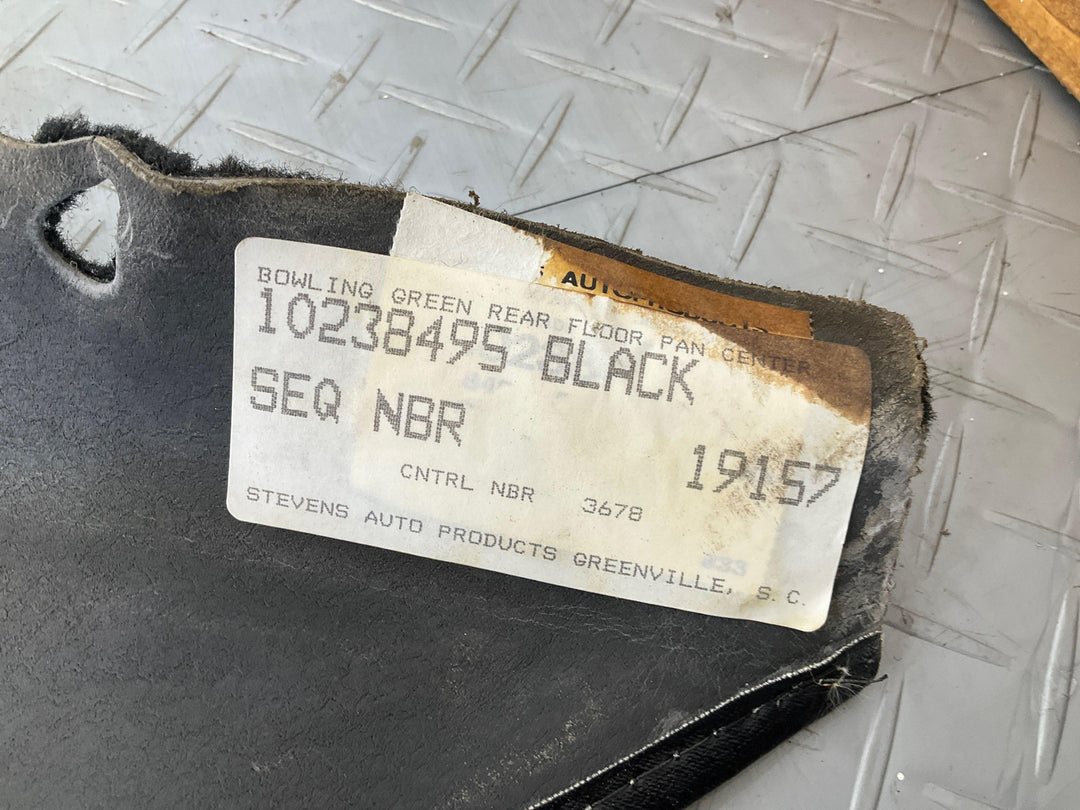 BOWLING GREEN REAR FLOOR PAN CENTER
10238495 BLACK
SEQ NBR
19157
CNTRL NBR 3678
STEVENS AUTO PRODUCTS GREENVILLE, S. C.